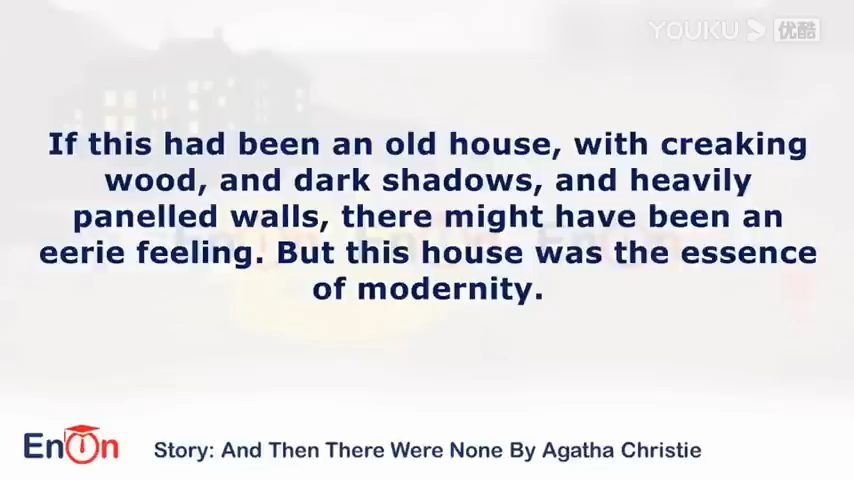 YOUKU 优酷
If this had been an old house, with creaking
wood, and dark shadows, and heavily
panelled walls, there might have been an
eerie feeling. But this house was the essence
of modernity.
EnOn
Story: And Then There Were None By Agatha Christie